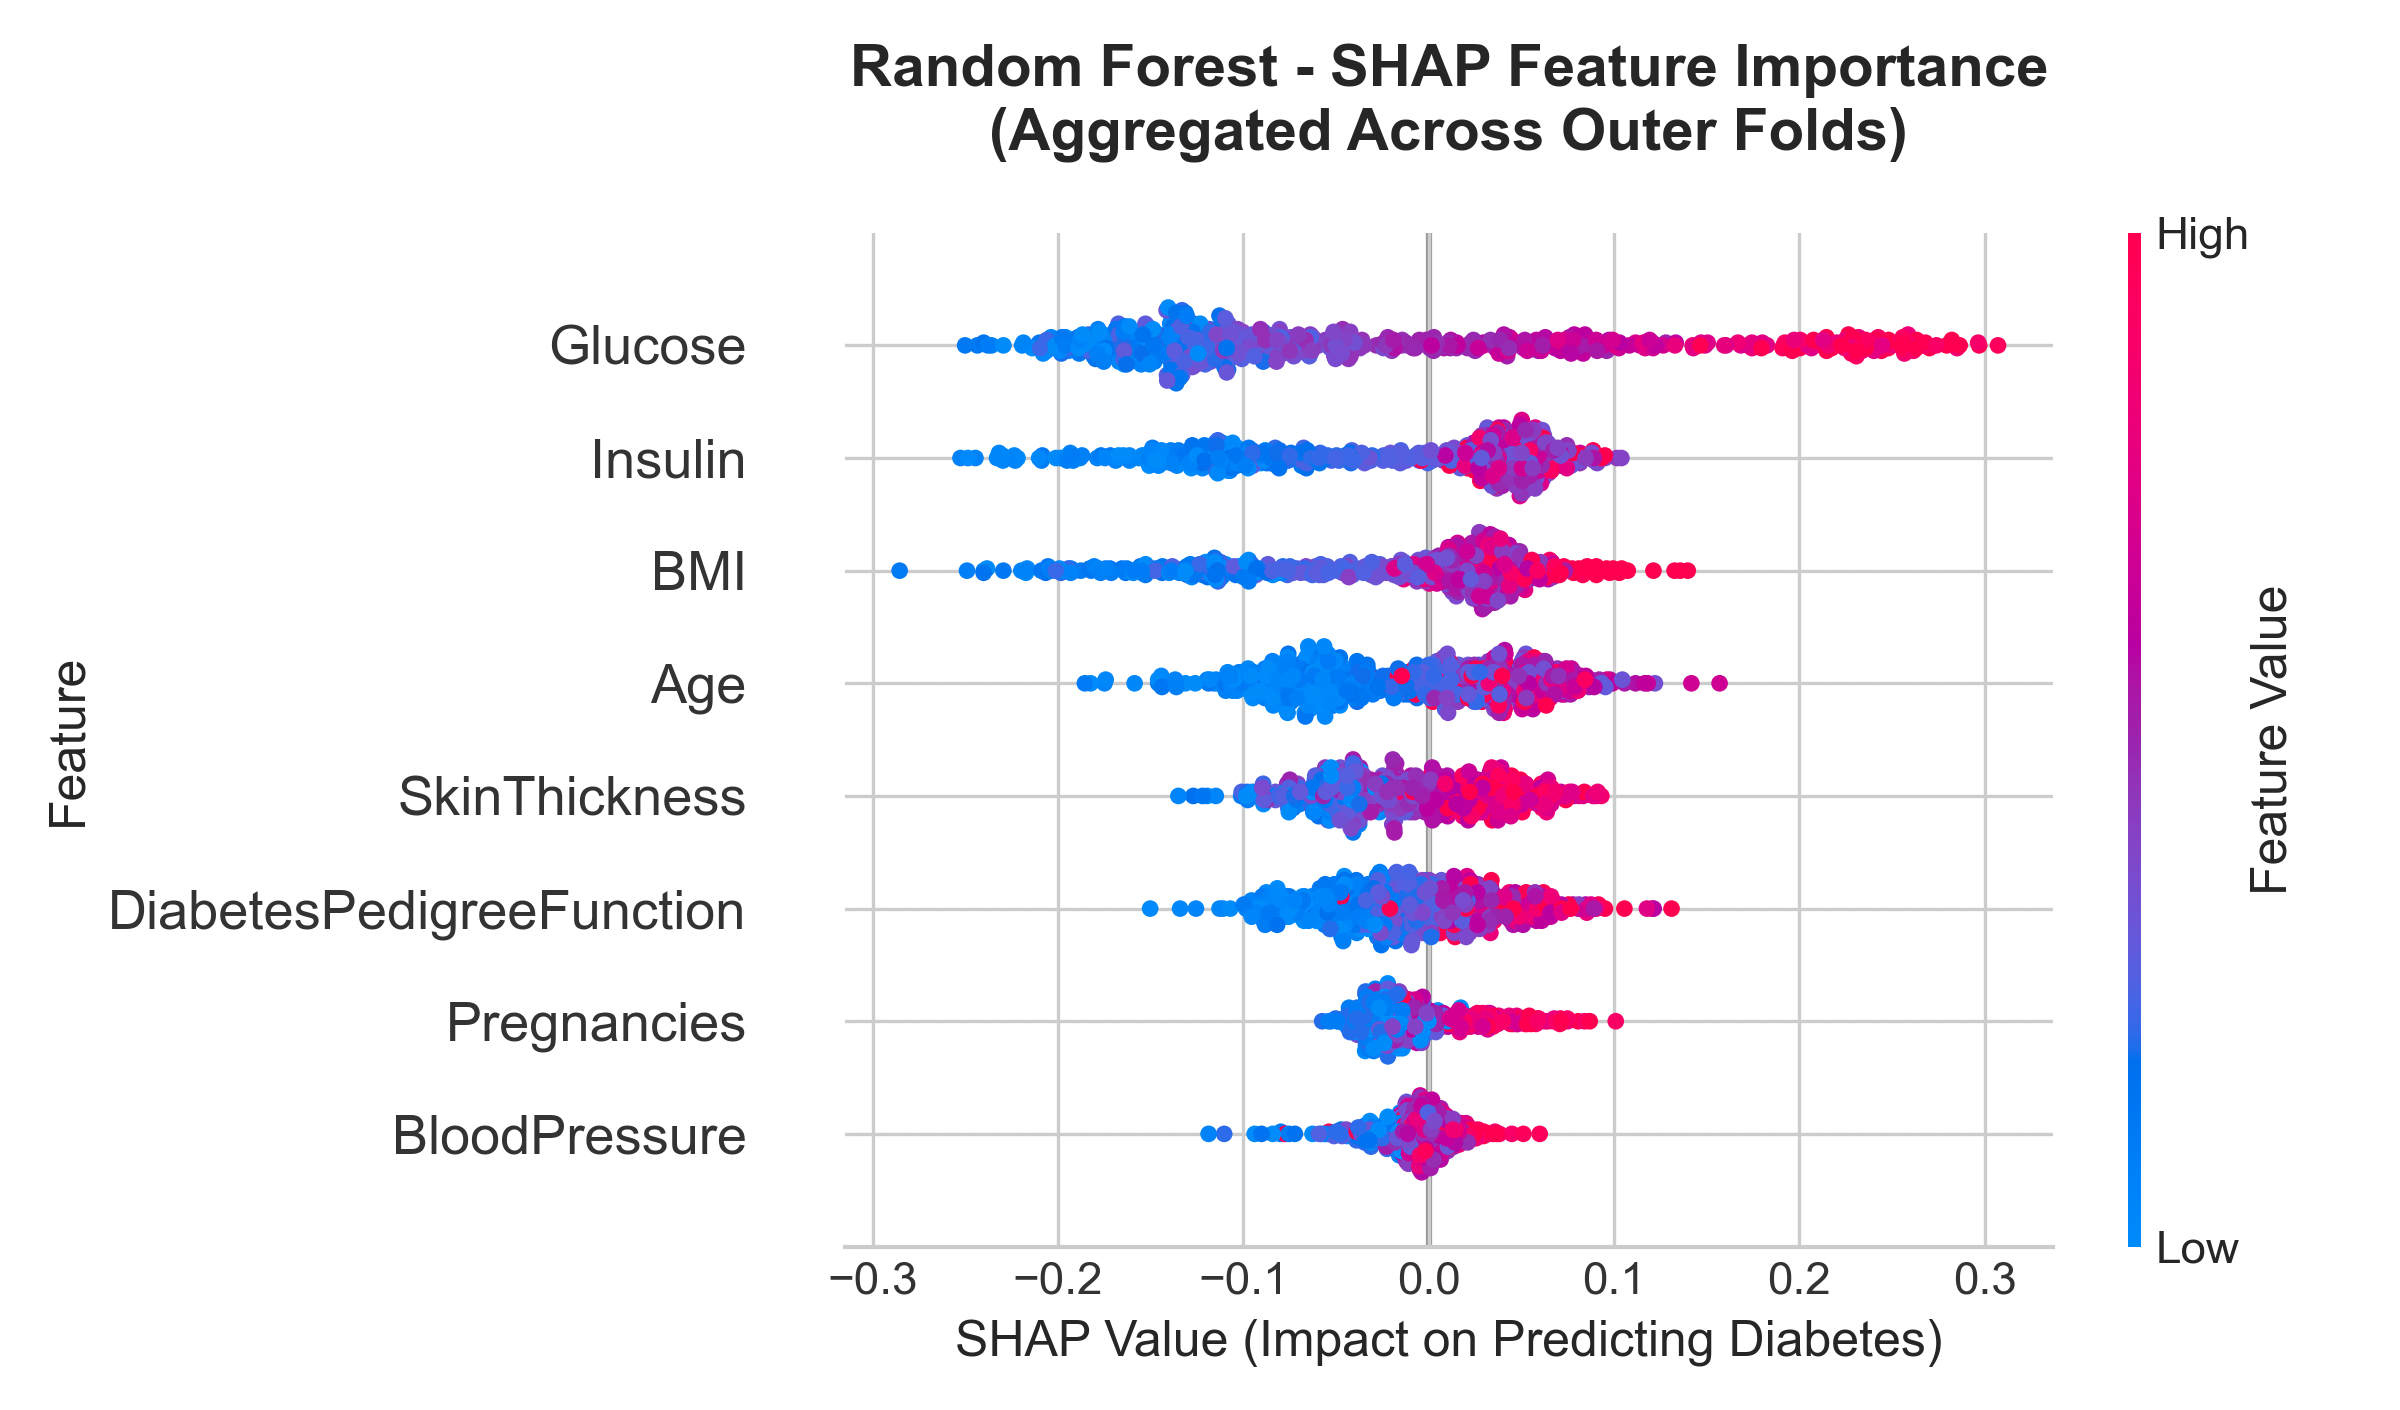 Random Forest - SHAP Feature Importance
(Aggregated Across Outer Folds)
High
Glucose
Insulin
BMI
Age
SkinThickness
DiabetesPedigreeFunction
Pregnancies
BloodPressure
Feature
Feature Value
Low
−0.3 −0.2 −0.1 0.0 0.1 0.2 0.3
SHAP Value (Impact on Predicting Diabetes)